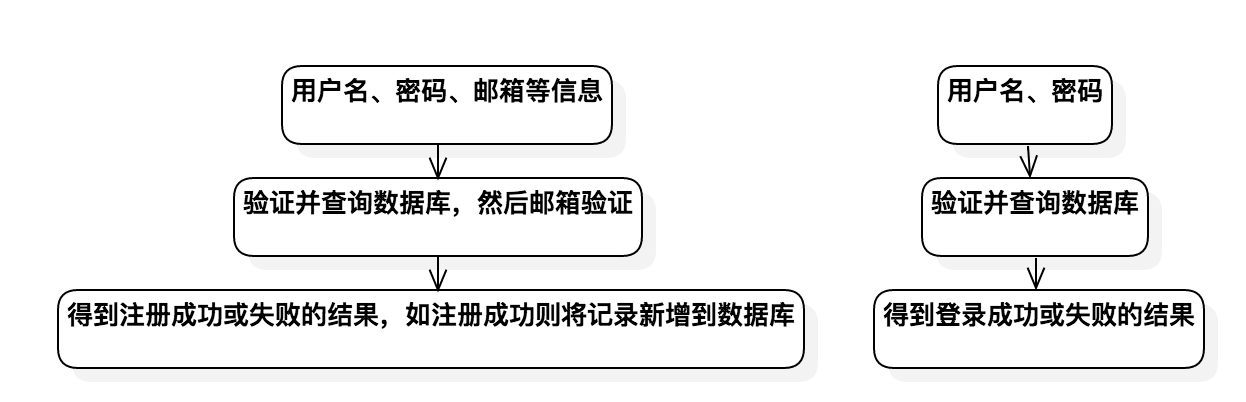 用户名、密码、邮箱等信息
验证并查询数据库，然后邮箱验证
得到注册成功或失败的结果，如注册成功则将记录新增到数据库
用户名、密码
验证并查询数据库
得到登录成功或失败的结果